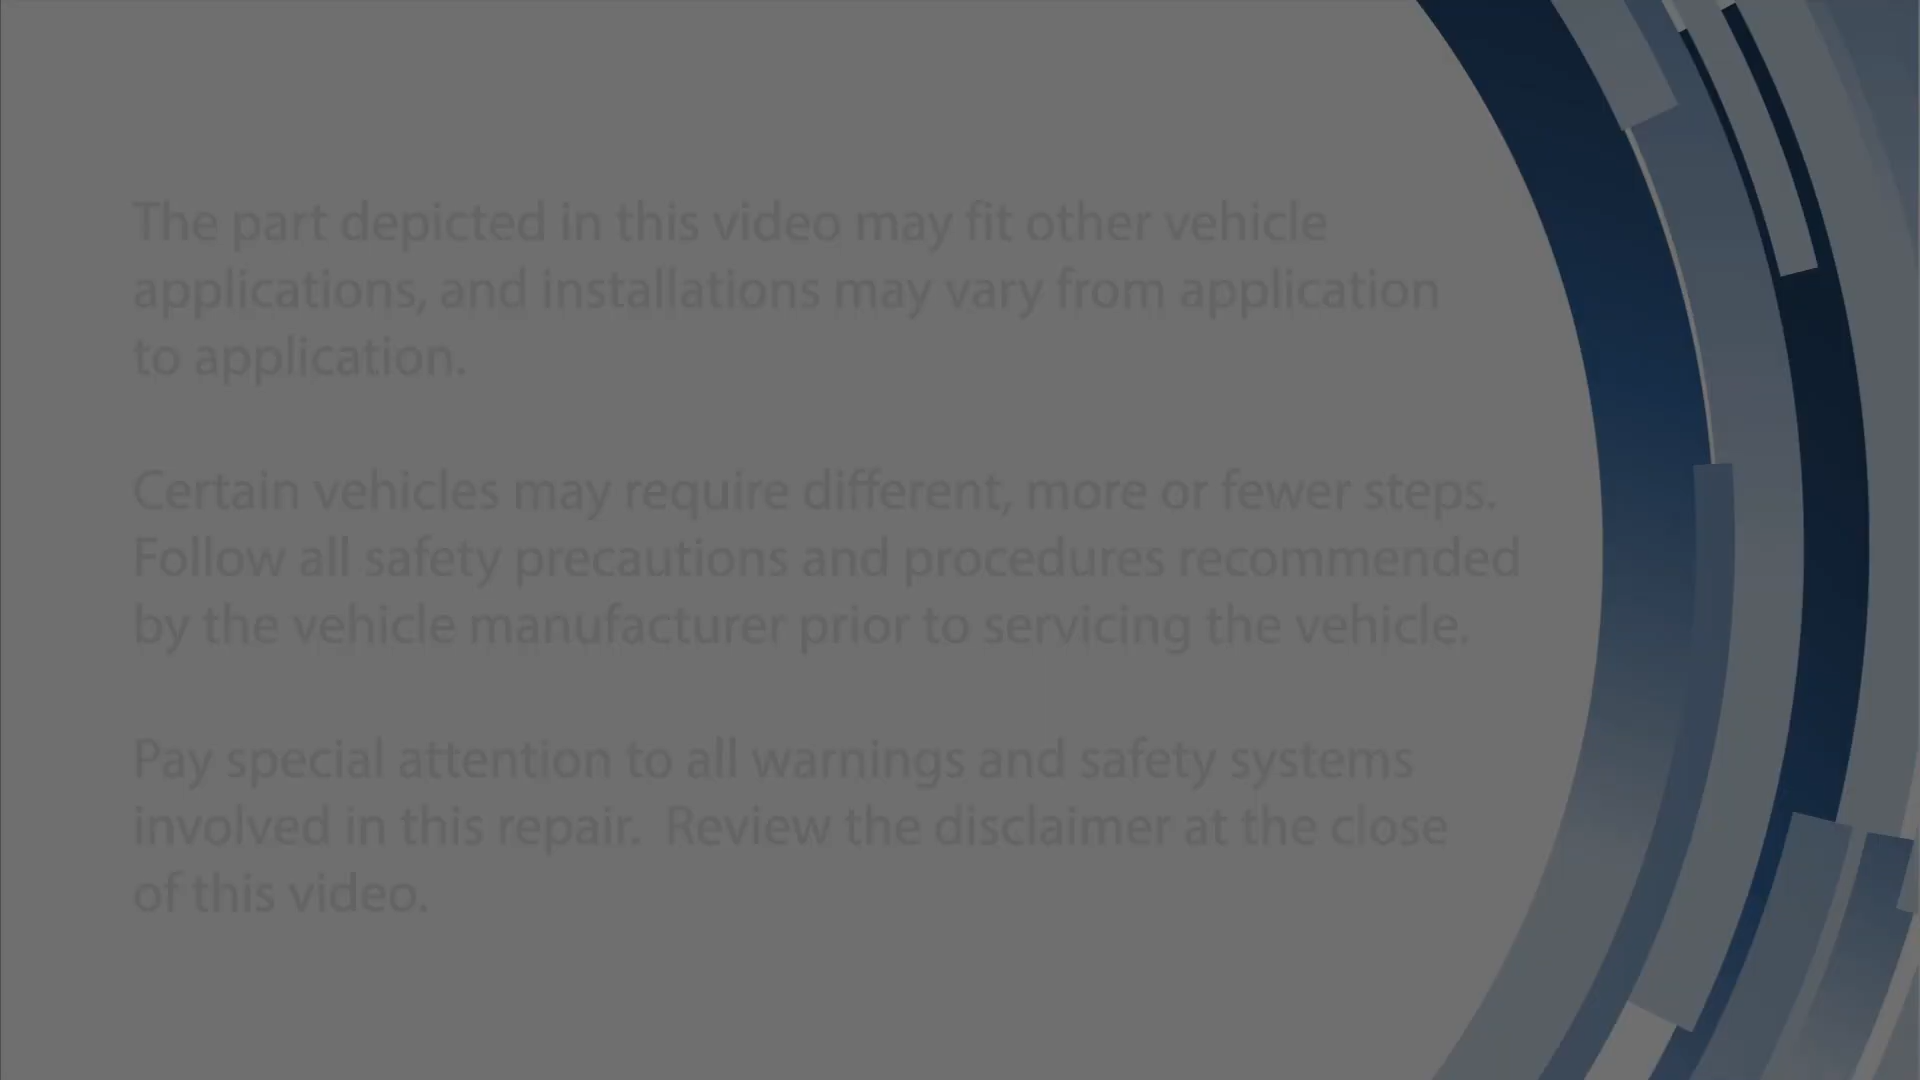 The part depicted in this video may fit other vehicle
applications, and installations may vary from application
to application.
Certain vehicles may require different, more or fewer steps.
Follow all safety precautions and procedures recommended
by the vehicle manufacturer prior to servicing the vehicle.
Pay special attention to all warnings and safety systems
involved in this repair.  Review the disclaimer at the close
of this video.